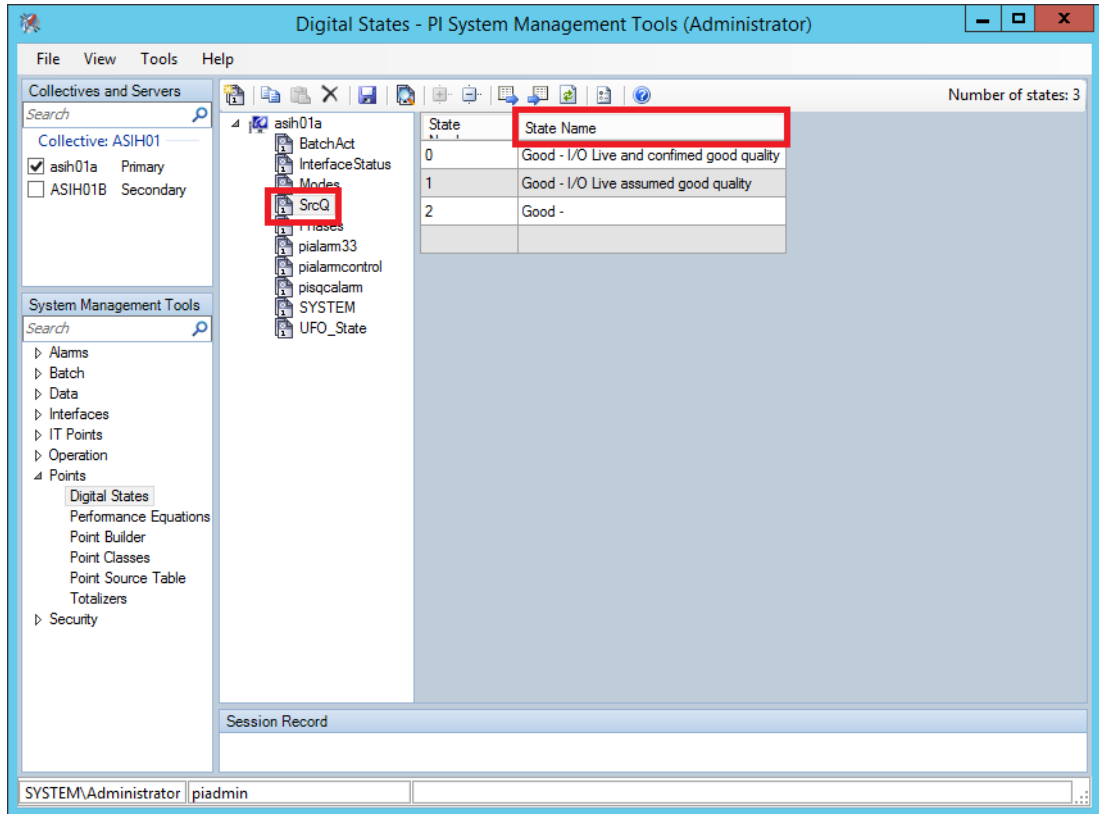 Digital States - PI System Management Tools (Administrator)
File View Tools Help
Collectives and Servers
Search
Collective: ASIH01
asih01a Primary
ASIH01B Secondary
Number of states: 3
asih01a
BatchAct
InterfaceStatus
Modes
SrcQ
Phases
pialarm33
pialarmcontrol
pisqcalarm
SYSTEM
UFO_State
State State Name
0 Good - I/O Live and confimed good quality
1 Good - I/O Live assumed good quality
2 Good -
System Management Tools
Search
Alarms
Batch
Data
Interfaces
IT Points
Operation
Points
Digital States
Performance Equations
Point Builder
Point Classes
Point Source Table
Totalizers
Security
Session Record
SYSTEM\Administrator piadmin